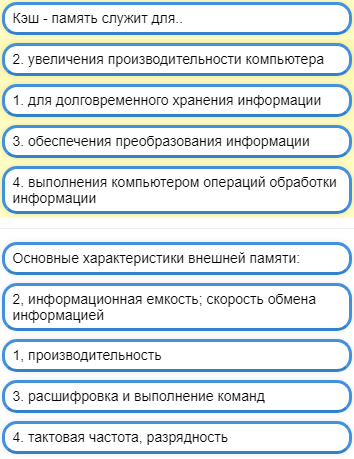 Кэш - память служит для..
2. увеличения производительности компьютера
1. для долговременного хранения информации
3. обеспечения преобразования информации
4. выполнения компьютером операций обработки
информации
Основные характеристики внешней памяти:
2, информационная емкость; скорость обмена
информацией
1, производительность
3. расшифровка и выполнение команд
4. тактовая частота, разрядность